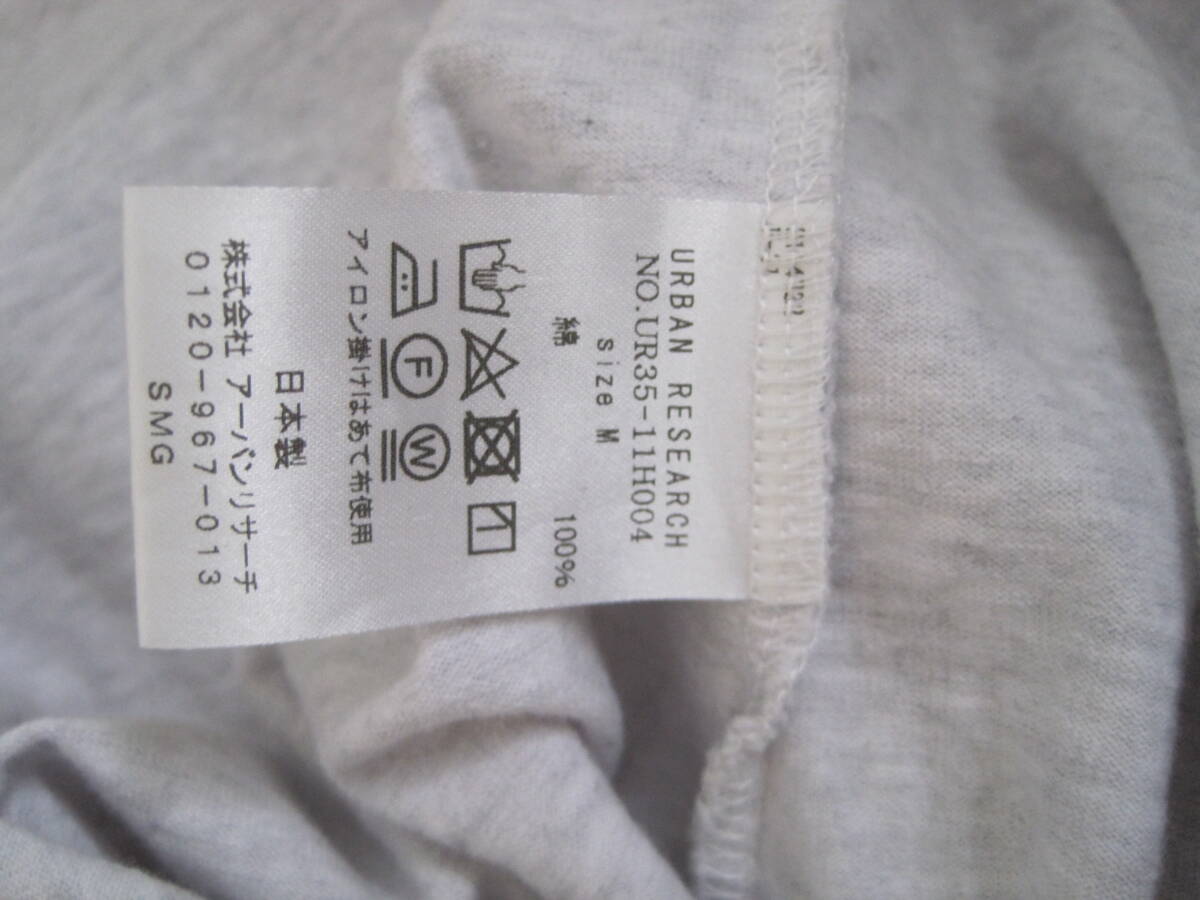 URBAN RESEARCH
NO.UR35-11H004
size M
綿 100%
F W
アイロン掛けはあて布使用
日本製
株式会社 アーバンリサーチ
0120-967-013
SMG